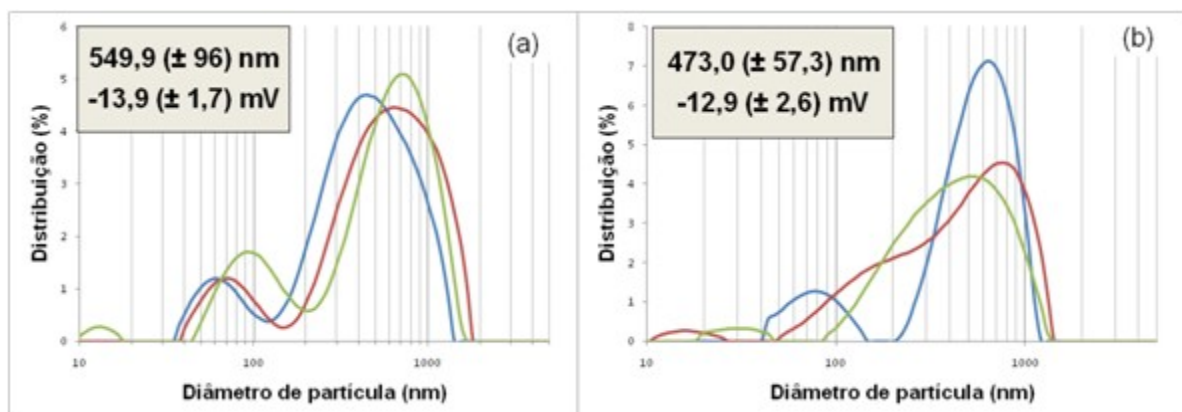 (a)
549,9 (± 96) nm
-13,9 (± 1,7) mV
Distribuição (%)
6
5
4
3
2
1
0
10
100
1000
Diâmetro de partícula (nm)
(b)
473,0 (± 57,3) nm
-12,9 (± 2,6) mV
Distribuição (%)
8
7
6
5
4
3
2
1
0
10
100
1000
Diâmetro de partícula (nm)